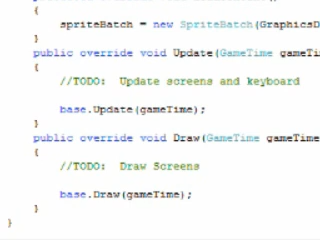 spriteBatch = new SpriteBatch(GraphicsD
}
public override void Update(GameTime gameTi
{
//TODO:  Update screens and keyboard
base.Update(gameTime);
}
public override void Draw(GameTime gameTime
{
//TODO:  Draw Screens
base.Draw(gameTime);
}
}